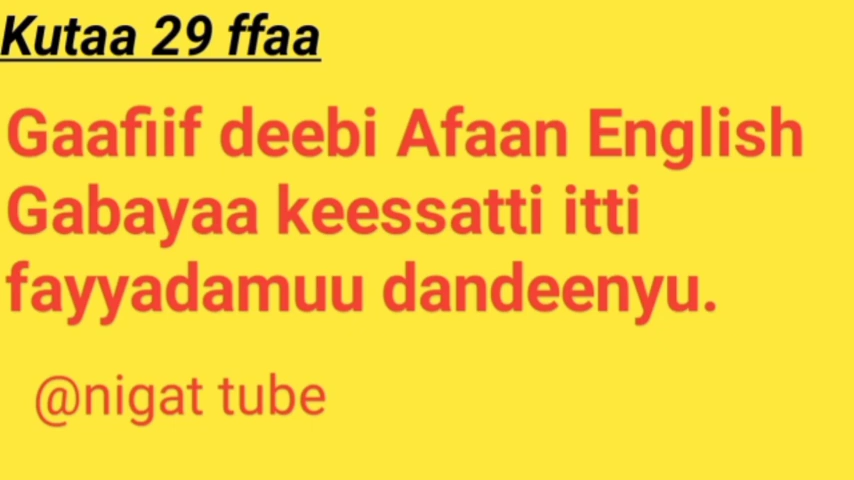 Kutaa 29 ffaa
Gaafiif deebi Afaan English
Gabayaa keessatti itti
fayyadamuu dandeenyu.
@nigat tube